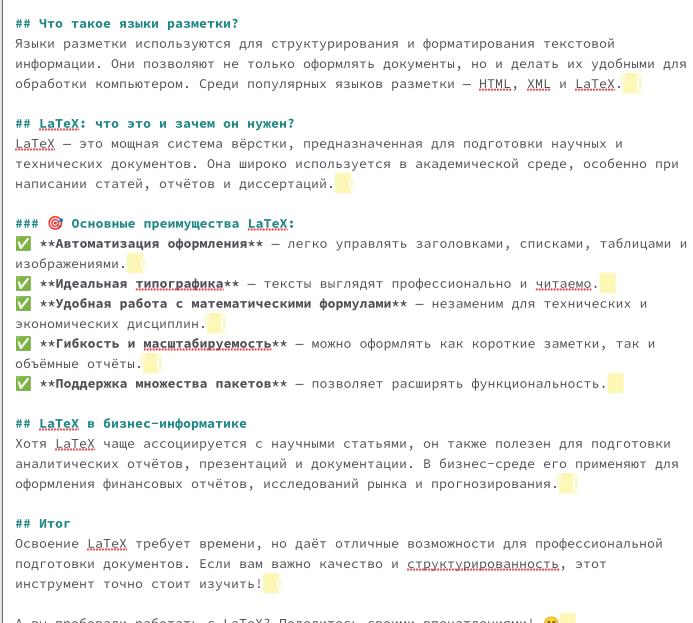 ## Что такое языки разметки?
Языки разметки используются для структурирования и форматирования текстовой
информации. Они позволяют не только оформлять документы, но и делать их удобными для
обработки компьютером. Среди популярных языков разметки — HTML, XML и LaTeX.
## LaTeX: что это и зачем он нужен?
LaTeX — это мощная система вёрстки, предназначенная для подготовки научных и
технических документов. Она широко используется в академической среде, особенно при
написании статей, отчётов и диссертаций.
### 🎯 Основные преимущества LaTeX:
✅ **Автоматизация оформления** — легко управлять заголовками, списками, таблицами и
изображениями.
✅ **Идеальная типографика** — тексты выглядят профессионально и читаемо.
✅ **Удобная работа с математическими формулами** — незаменим для технических и
экономических дисциплин.
✅ **Гибкость и масштабируемость** — можно оформлять как короткие заметки, так и
объёмные отчёты.
✅ **Поддержка множества пакетов** — позволяет расширять функциональность.
## LaTeX в бизнес-информатике
Хотя LaTeX чаще ассоциируется с научными статьями, он также полезен для подготовки
аналитических отчётов, презентаций и документации. В бизнес-среде его применяют для
оформления финансовых отчётов, исследований рынка и прогнозирования.
## Итог
Освоение LaTeX требует времени, но даёт отличные возможности для профессиональной
подготовки документов. Если вам важно качество и структурированность, этот
инструмент точно стоит изучить!
А вы пробовали работать с LaTeX? Поделитесь своими впечатлениями! 😊